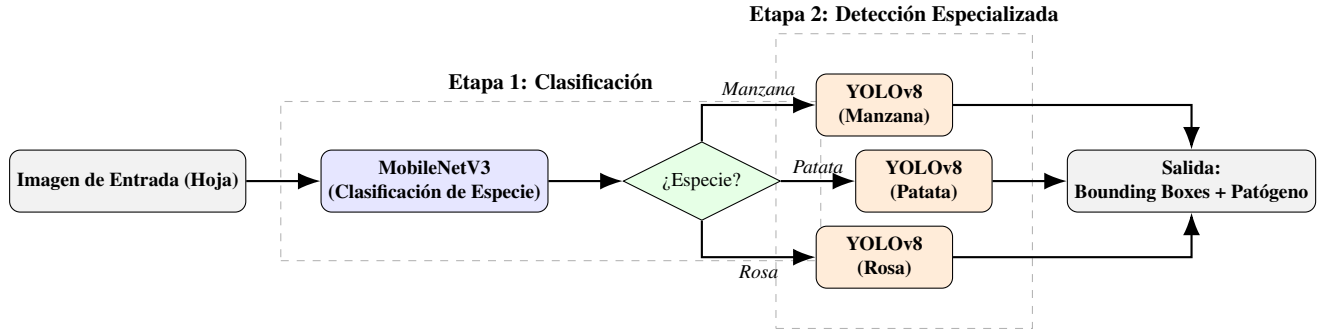 Etapa 2: Detección Especializada
Etapa 1: Clasificación
Imagen de Entrada (Hoja)
MobileNetV3
(Clasificación de Especie)
¿Especie?
Manzana
YOLOv8
(Manzana)
Patata
YOLOv8
(Patata)
Rosa
YOLOv8
(Rosa)
Salida:
Bounding Boxes + Patógeno